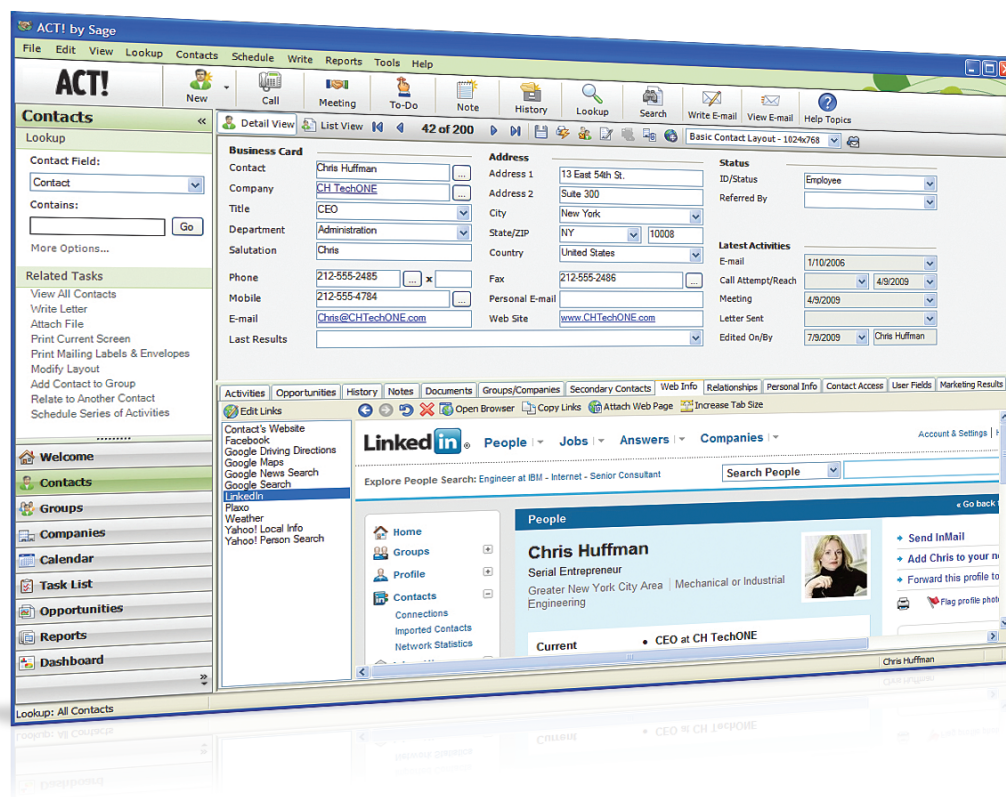 ACT! by Sage
File Edit View Lookup Contacts Schedule Write Reports Tools Help
ACT!
New Call Meeting To-Do Note History Lookup Search Write E-mail View E-mail Help Topics
Contacts «
Lookup
Contact Field:
Contact
Contains:
Go
More Options...
Related Tasks
View All Contacts
Write Letter
Attach File
Print Current Screen
Print Mailing Labels & Envelopes
Modify Layout
Add Contact to Group
Relate to Another Contact
Schedule Series of Activities
Welcome
Contacts
Groups
Companies
Calendar
Task List
Opportunities
Reports
Dashboard
»
Lookup: All Contacts
Detail View List View 42 of 200 Basic Contact Layout - 1024x768
Business Card
Contact Chris Huffman ...
Company CH TechONE ...
Title CEO
Department Administration
Salutation Chris
Phone 212-555-2485 ... x
Mobile 212-555-4784 ...
E-mail Chris@CHTechONE.com
Last Results
Address
Address 1 13 East 54th St.
Address 2 Suite 300
City New York
State/ZIP NY 10008
Country United States
Fax 212-555-2486 ...
Personal E-mail
Web Site www.CHTechONE.com
Status
ID/Status Employee
Referred By
Latest Activities
E-mail 1/10/2006
Call Attempt/Reach 4/9/2009
Meeting 4/9/2009
Letter Sent
Edited On/By 7/9/2009 Chris Huffman
Activities Opportunities History Notes Documents Groups/Companies Secondary Contacts Web Info Relationships Personal Info Contact Access User Fields Marketing Results
Edit Links Open Browser Copy Links Attach Web Page Increase Tab Size
Contact's Website
Facebook
Google Driving Directions
Google Maps
Google News Search
Google Search
LinkedIn
Plaxo
Weather
Yahoo! Local Info
Yahoo! Person Search
LinkedIn® People Jobs Answers Companies Account & Settings | H
Explore People Search: Engineer at IBM - Internet - Senior Consultant Search People
Home
Groups
Profile
Contacts
Connections
Imported Contacts
Network Statistics
People « Go back
Chris Huffman
Serial Entrepreneur
Greater New York City Area | Mechanical or Industrial
Engineering
Current • CEO at CH TechONE
Send InMail
Add Chris to your
Forward this profile to
Flag profile
Chris Huffman